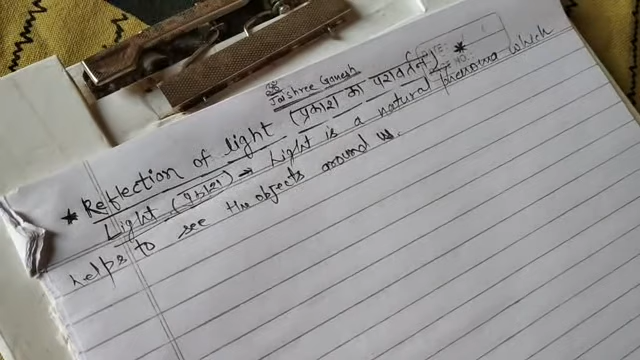 Jaishree Ganesh
* Reflection of light (प्रकाश का परावर्तन) *
Light (प्रकाश) → Light is a natural phenoma which
helps to see the objects around us.